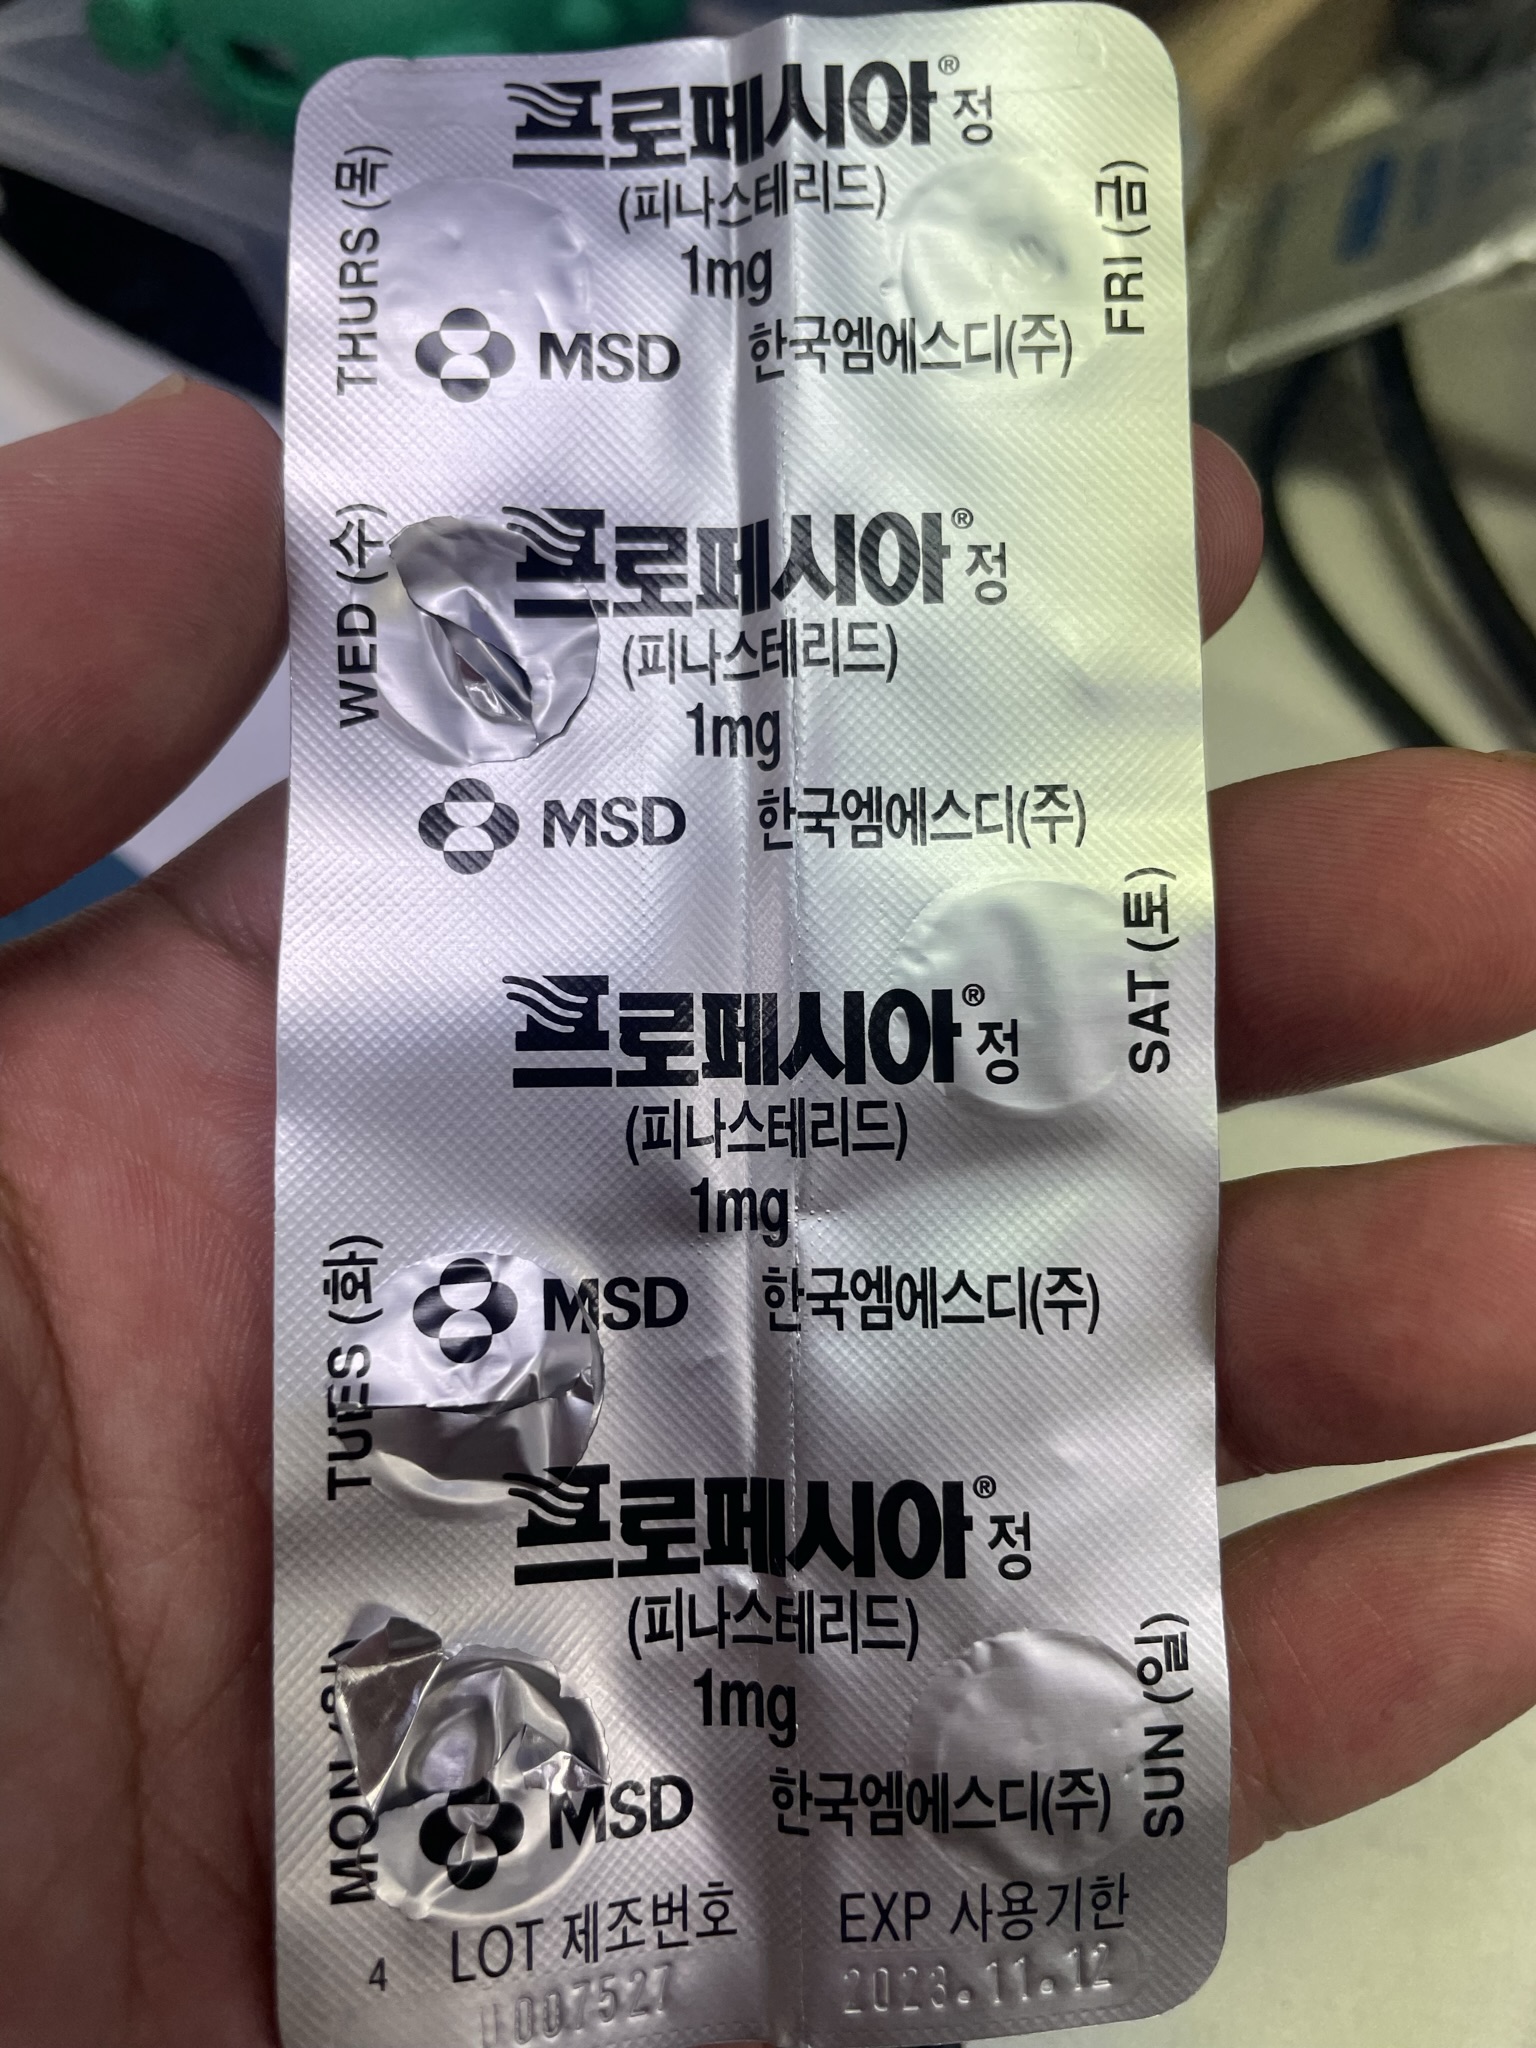 프로페시아® 정
(피나스테리드)
1mg
MSD 한국엠에스디(주)
THURS (목)
FRI (금)
프로페시아® 정
(피나스테리드)
1mg
MSD 한국엠에스디(주)
WED (수)
프로페시아® 정
(피나스테리드)
1mg
MSD 한국엠에스디(주)
SAT (토)
TUES (화)
프로페시아® 정
(피나스테리드)
1mg
MSD 한국엠에스디(주)
MON
SUN (일)
4 LOT 제조번호 EXP 사용기한
U007527 2023.11.12